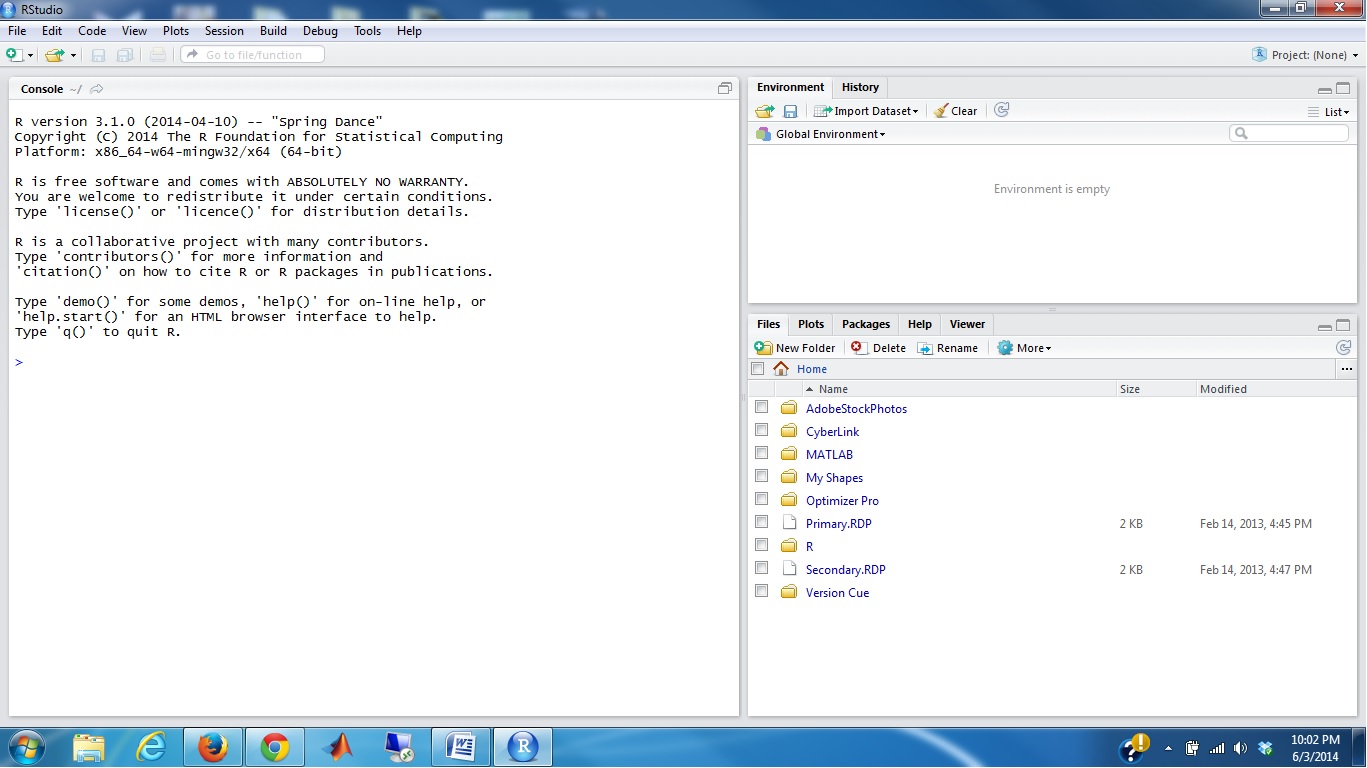 RStudio
File Edit Code View Plots Session Build Debug Tools Help
Go to file/function
Project: (None)
Console ~/
R version 3.1.0 (2014-04-10) -- "Spring Dance"
Copyright (C) 2014 The R Foundation for Statistical Computing
Platform: x86_64-w64-mingw32/x64 (64-bit)
R is free software and comes with ABSOLUTELY NO WARRANTY.
You are welcome to redistribute it under certain conditions.
Type 'license()' or 'licence()' for distribution details.
R is a collaborative project with many contributors.
Type 'contributors()' for more information and
'citation()' on how to cite R or R packages in publications.
Type 'demo()' for some demos, 'help()' for on-line help, or
'help.start()' for an HTML browser interface to help.
Type 'q()' to quit R.
>
Environment History
Import Dataset Clear List
Global Environment
Environment is empty
Files Plots Packages Help Viewer
New Folder Delete Rename More
Home ...
Name Size Modified
AdobeStockPhotos
CyberLink
MATLAB
My Shapes
Optimizer Pro
Primary.RDP 2 KB Feb 14, 2013, 4:45 PM
R
Secondary.RDP 2 KB Feb 14, 2013, 4:47 PM
Version Cue
10:02 PM
6/3/2014